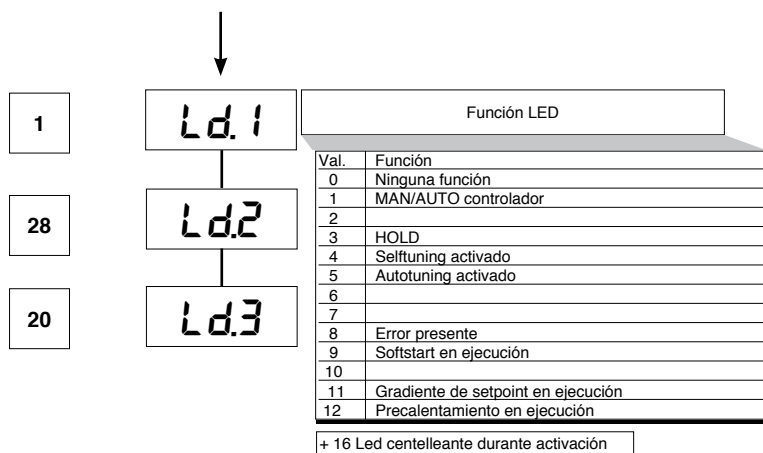 1
Ld.1
Función LED
Val. Función
0 Ninguna función
1 MAN/AUTO controlador
2
28
Ld.2
3 HOLD
4 Selftuning activado
5 Autotuning activado
6
20
Ld.3
7
8 Error presente
9 Softstart en ejecución
10
11 Gradiente de setpoint en ejecución
12 Precalentamiento en ejecución
+ 16 Led centelleante durante activación